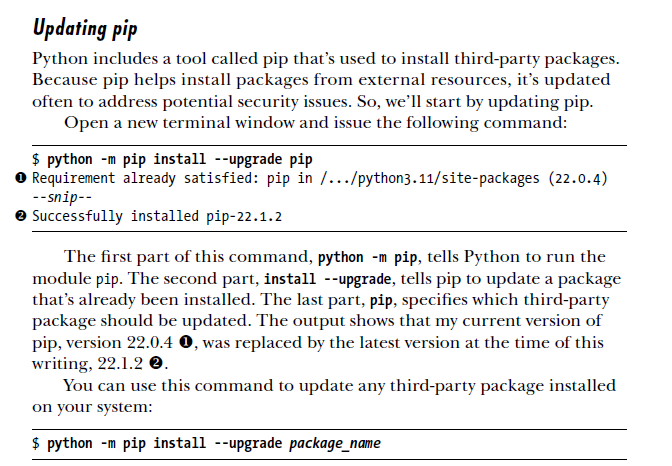 Updating pip
Python includes a tool called pip that’s used to install third-party packages.
Because pip helps install packages from external resources, it’s updated
often to address potential security issues. So, we’ll start by updating pip.
Open a new terminal window and issue the following command:
$ python -m pip install --upgrade pip
❶ Requirement already satisfied: pip in /.../python3.11/site-packages (22.0.4)
--snip--
❷ Successfully installed pip-22.1.2
The first part of this command, python -m pip, tells Python to run the
module pip. The second part, install --upgrade, tells pip to update a package
that’s already been installed. The last part, pip, specifies which third-party
package should be updated. The output shows that my current version of
pip, version 22.0.4 ❶, was replaced by the latest version at the time of this
writing, 22.1.2 ❷.
You can use this command to update any third-party package installed
on your system:
$ python -m pip install --upgrade package_name